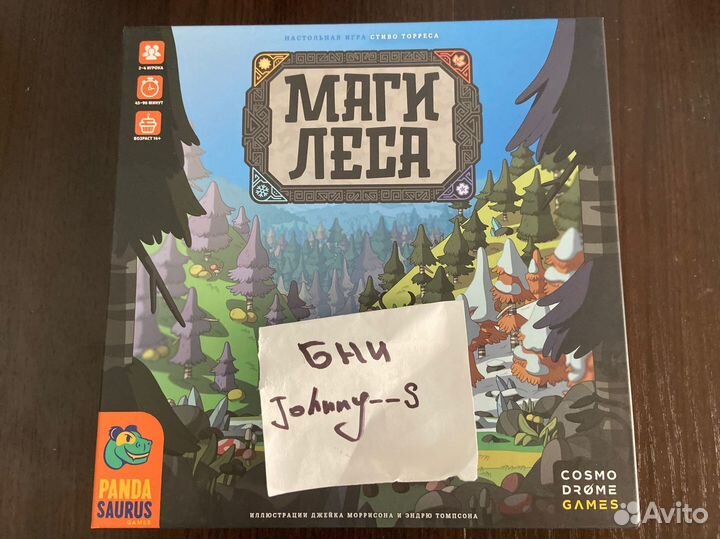 НАСТОЛЬНАЯ ИГРА СТИВО ТОРРЕСА
2-4 ИГРОКА
45-90 МИНУТ
ВОЗРАСТ 14+
МАГИ
ЛЕСА
БНИ
Johnny--S
PANDA
SAURUS
GAMES
COSMO
DRØME
GAMES
ИЛЛЮСТРАЦИИ ДЖЕЙКА МОРРИСОНА И ЭНДРЮ ТОМПСОНА
Avito